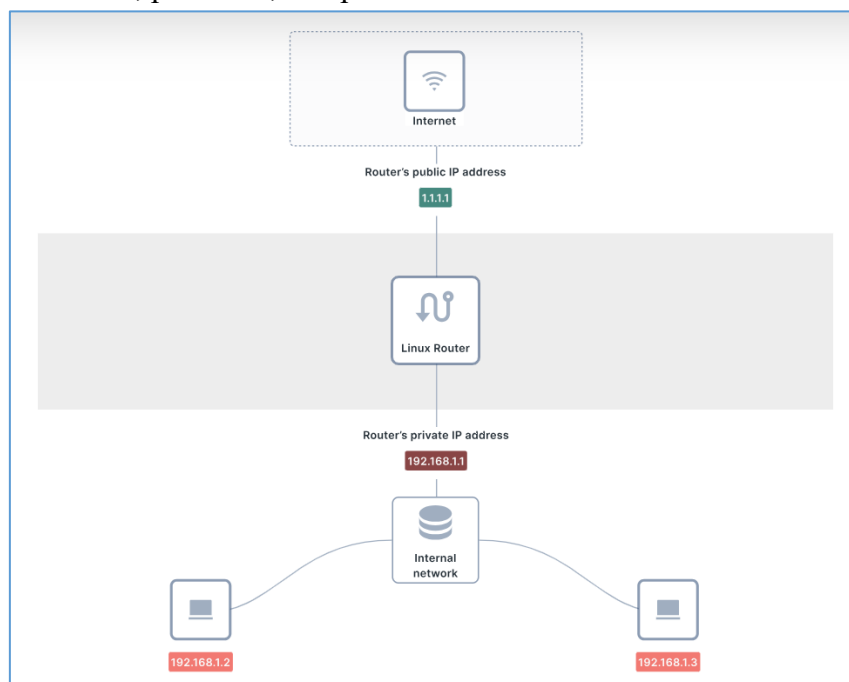 Internet
Router's public IP address
1.1.1.1
Linux Router
Router's private IP address
192.168.1.1
Internal
network
192.168.1.2
192.168.1.3